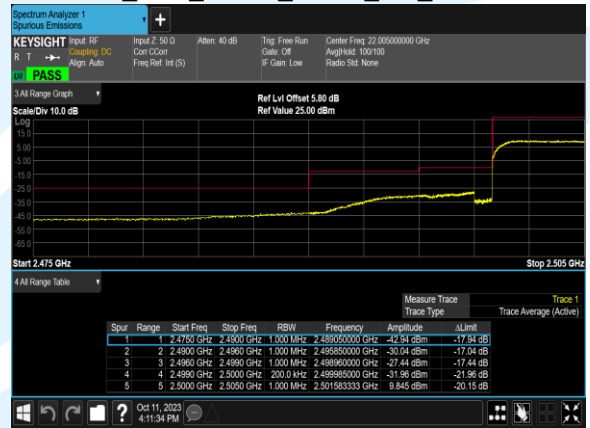 Spectrum Analyzer 1
Spurious Emissions
KEYSIGHT Input: RF Input Z: 50 Ω Atten: 40 dB Trig: Free Run Center Freq: 22.005000000 GHz
R T Coupling: DC Corr CCorr Gate: Off Avg|Hold: 100/100
Align: Auto Freq Ref: Int (S) IF Gain: Low Radio Std: None
PASS
3 All Range Graph
Ref Lvl Offset 5.80 dB
Scale/Div 10.0 dB Ref Value 25.00 dBm
Log
15.0
5.00
-5.00
-15.0
-25.0
-35.0
-45.0
-55.0
-65.0
Start 2.475 GHz Stop 2.505 GHz
4 All Range Table
Measure Trace Trace 1
Trace Type Trace Average (Active)
Spur Range Start Freq Stop Freq RBW Frequency Amplitude ΔLimit
1 1 2.4750 GHz 2.4900 GHz 1.000 MHz 2.489050000 GHz -42.94 dBm -17.94 dB
2 2 2.4900 GHz 2.4960 GHz 1.000 MHz 2.495850000 GHz -30.04 dBm -17.04 dB
3 3 2.4960 GHz 2.4990 GHz 1.000 MHz 2.498960000 GHz -27.44 dBm -17.44 dB
4 4 2.4990 GHz 2.5000 GHz 200.0 kHz 2.499985000 GHz -31.96 dBm -21.96 dB
5 5 2.5000 GHz 2.5050 GHz 1.000 MHz 2.501583333 GHz 9.845 dBm -20.15 dB
Oct 11, 2023
4:11:34 PM